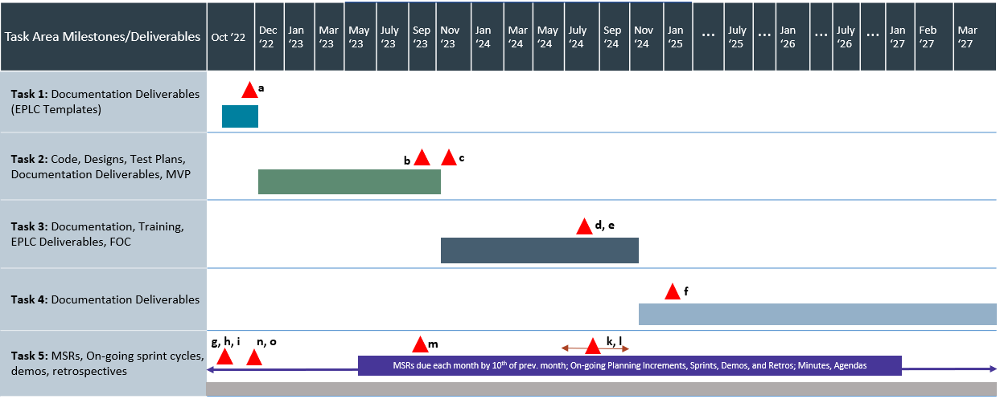 Task Area Milestones/Deliverables
Oct ‘22
Dec ‘22
Jan ‘23
Mar ‘23
May ‘23
July ‘23
Sep ‘23
Nov ‘23
Jan ‘24
Mar ‘24
May ‘24
July ‘24
Sep ‘24
Nov ‘24
Jan ‘25
...
July ‘25
...
Jan ‘26
...
July ‘26
...
Jan ‘27
Feb ‘27
Mar ‘27
Task 1: Documentation Deliverables
(EPLC Templates)
a
Task 2: Code, Designs, Test Plans,
Documentation Deliverables, MVP
b
c
Task 3: Documentation, Training,
EPLC Deliverables, FOC
d, e
Task 4: Documentation Deliverables
f
Task 5: MSRs, On-going sprint cycles,
demos, retrospectives
g, h, i
n, o
m
k, l
MSRs due each month by 10th of prev. month; On-going Planning Increments, Sprints, Demos, and Retros; Minutes, Agendas